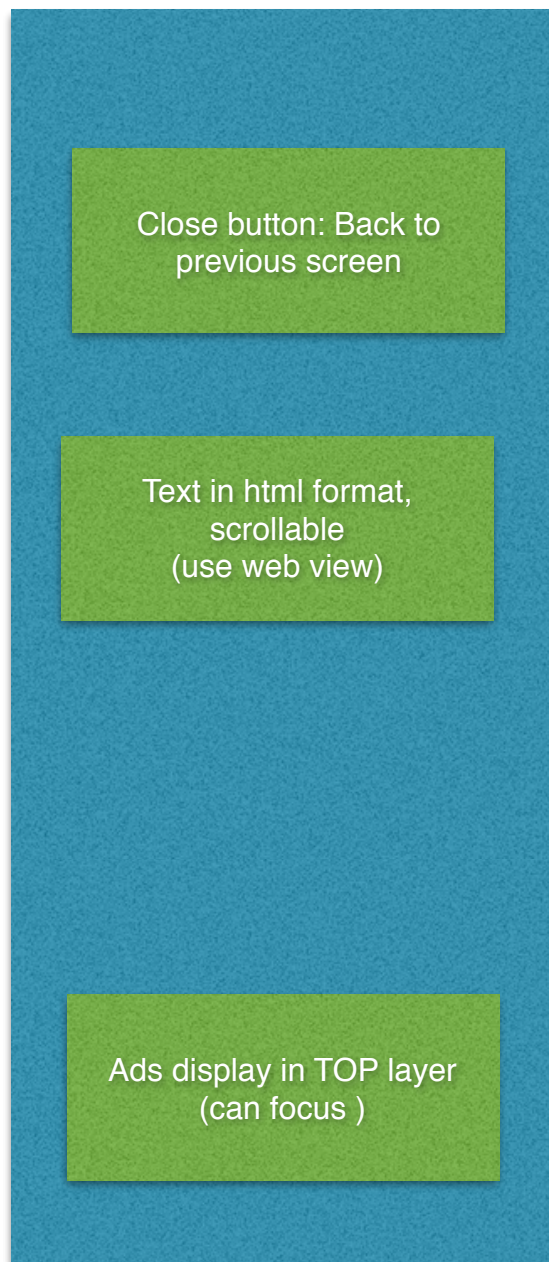 Close button: Back to
previous screen
Text in html format,
scrollable
(use web view)
Ads display in TOP layer
(can focus )